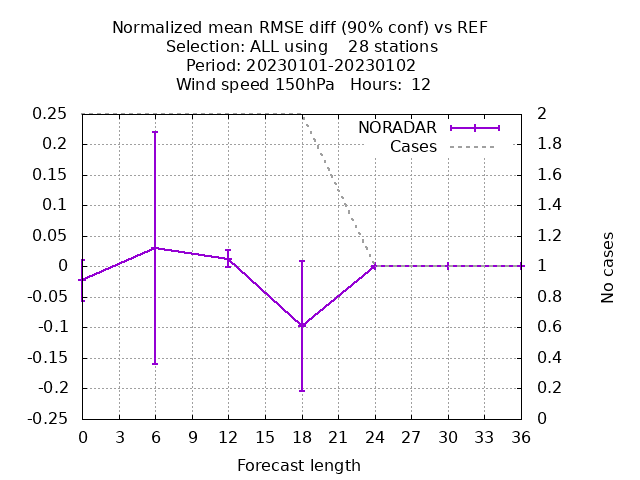 Normalized mean RMSE diff (90% conf) vs REF
Selection: ALL using    28 stations
Period: 20230101-20230102
Wind speed 150hPa   Hours:  12
NORADAR
Cases
0.25
0.2
0.15
0.1
0.05
0
-0.05
-0.1
-0.15
-0.2
-0.25
2
1.8
1.6
1.4
1.2
1
0.8
0.6
0.4
0.2
0
No cases
0 3 6 9 12 15 18 21 24 27 30 33 36
Forecast length